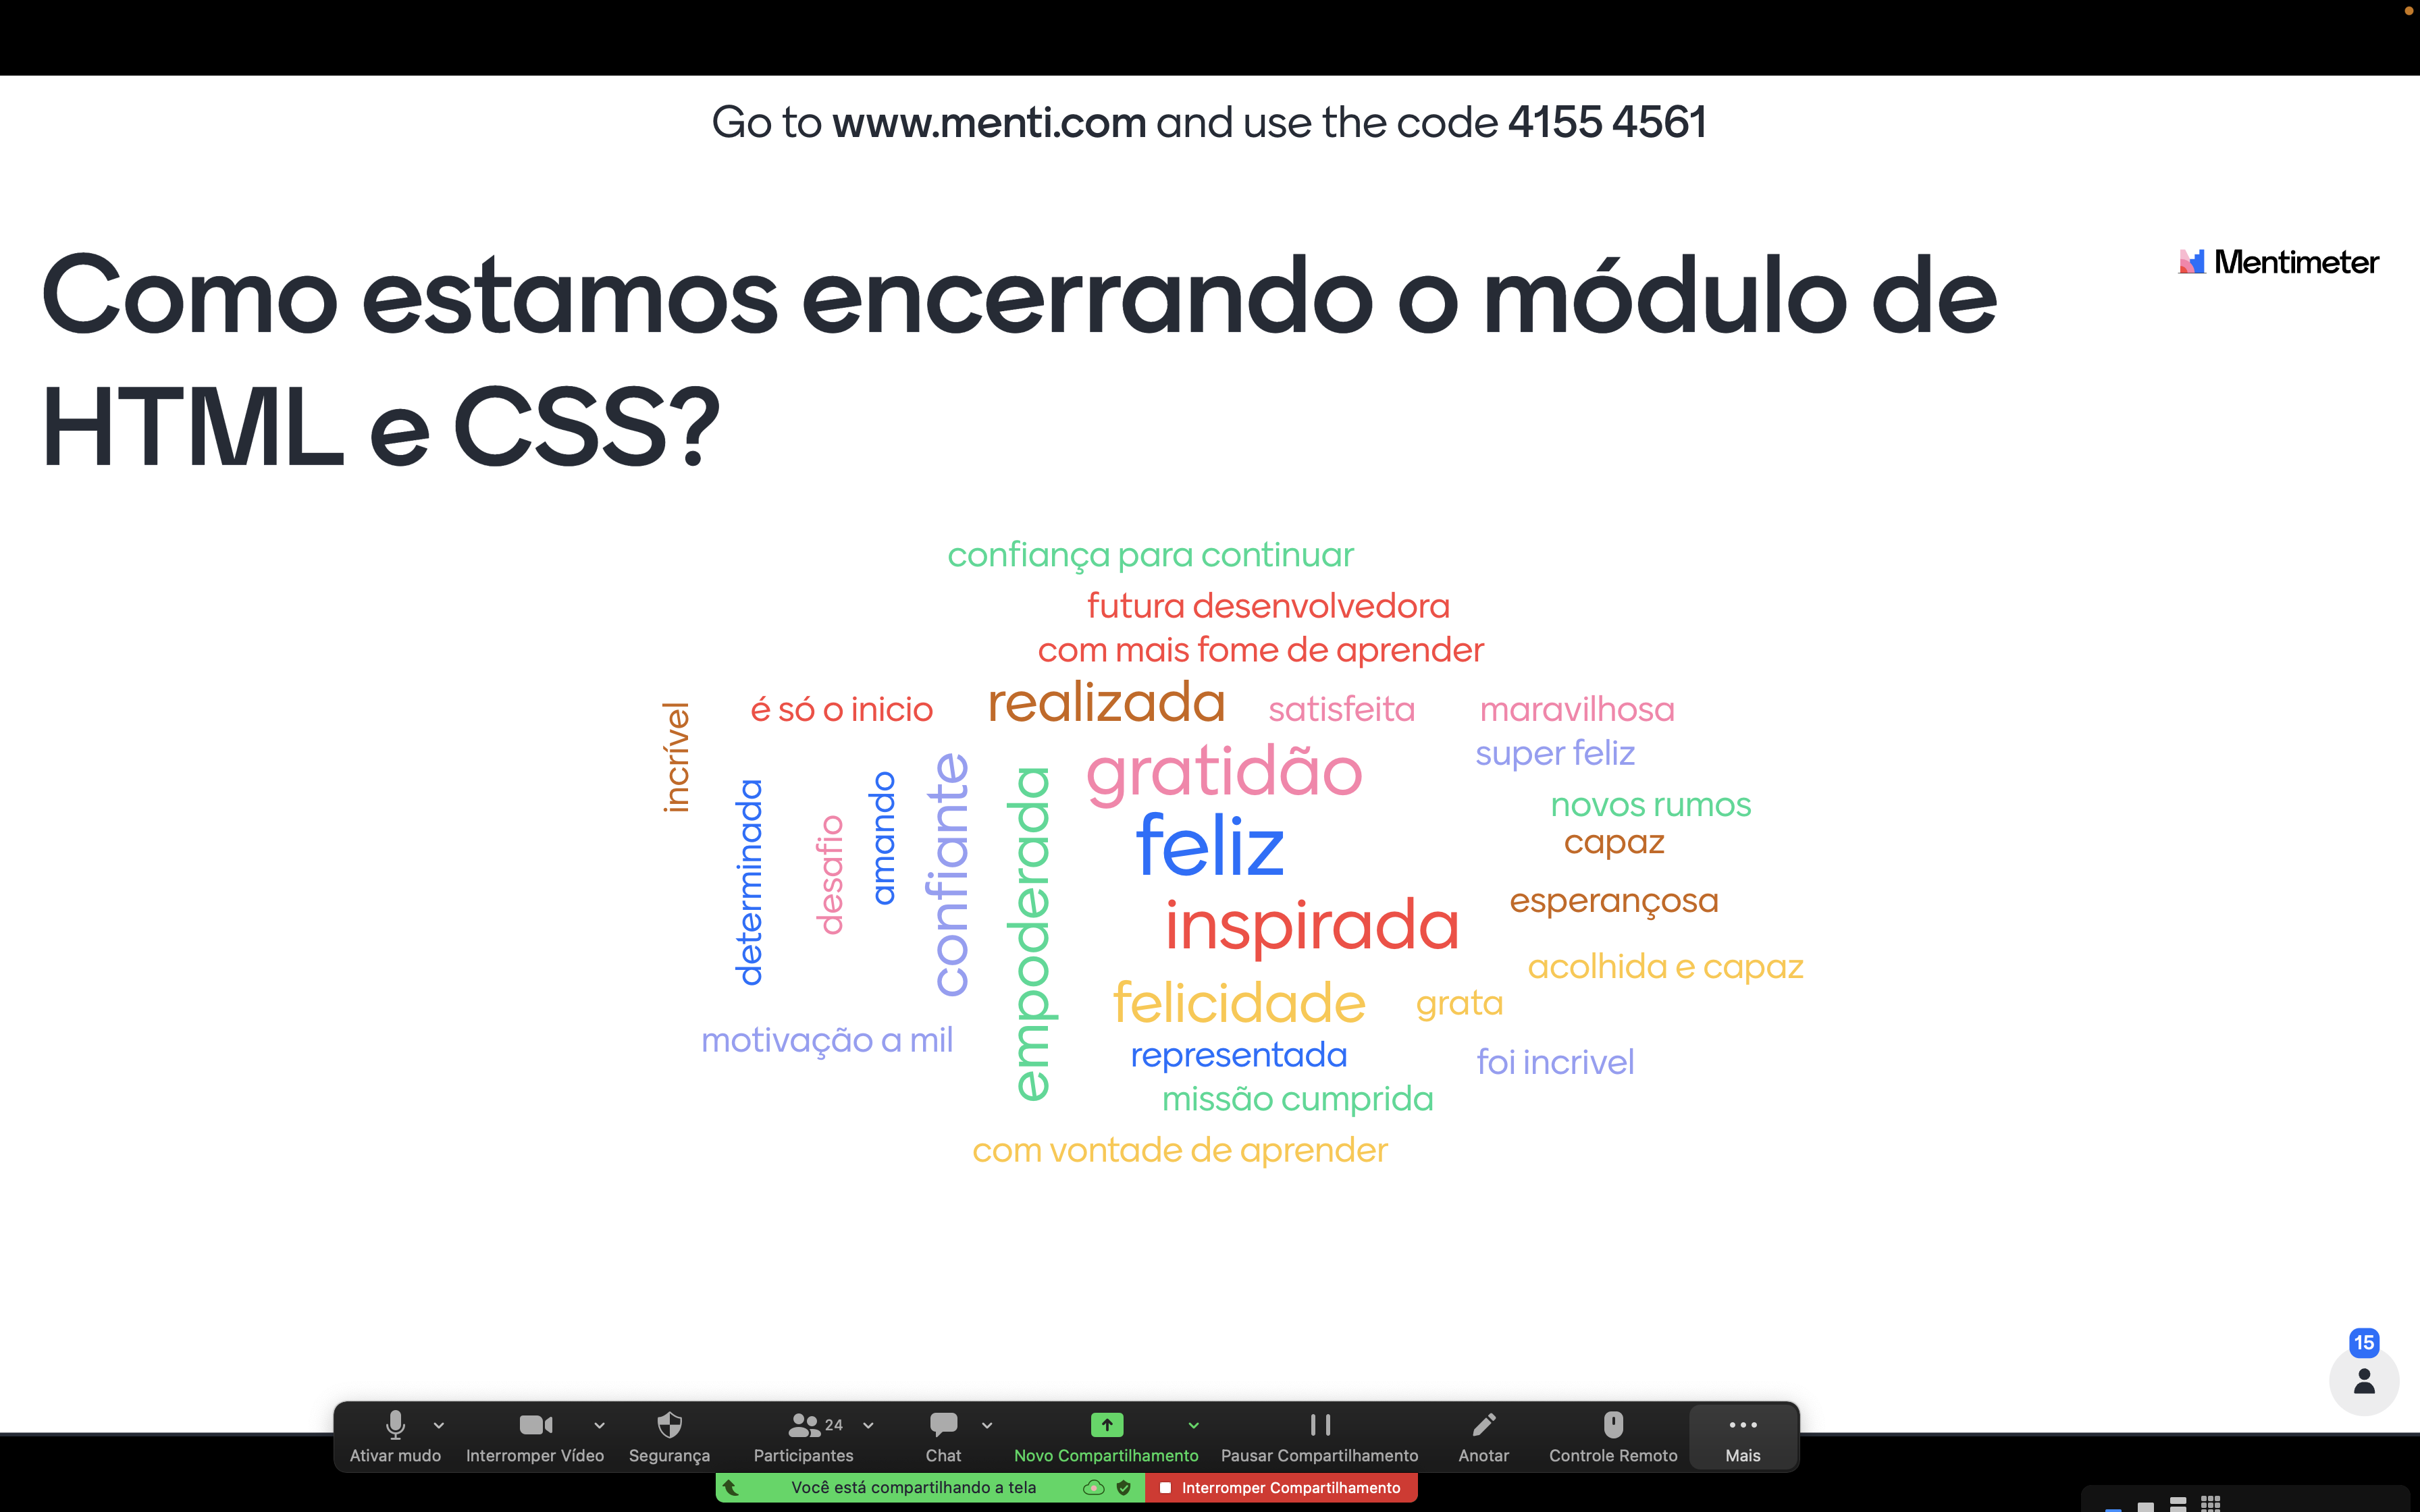 Go to www.menti.com and use the code 4155 4561
Como estamos encerrando o módulo de
HTML e CSS?
Mentimeter
confiança para continuar
futura desenvolvedora
com mais fome de aprender
incrível
é só o inicio
realizada
satisfeita
maravilhosa
super feliz
gratidão
determinada
desafio
amando
confiante
empoderada
novos rumos
feliz
capaz
inspirada
esperançosa
acolhida e capaz
felicidade
grata
motivação a mil
representada
foi incrivel
missão cumprida
com vontade de aprender
15
24
Ativar mudo
Interromper Vídeo
Segurança
Participantes
Chat
Novo Compartilhamento
Pausar Compartilhamento
Anotar
Controle Remoto
Mais
Você está compartilhando a tela
Interromper Compartilhamento